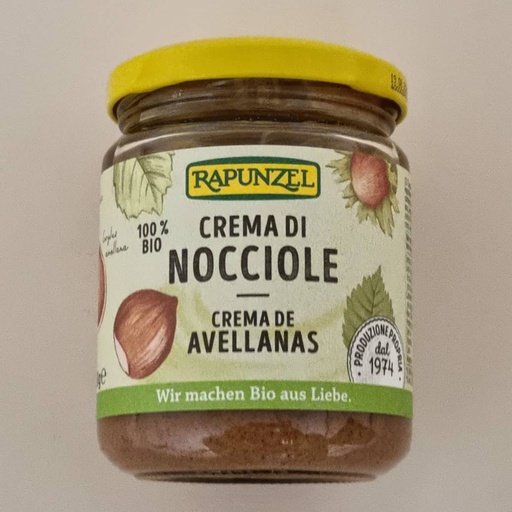 RAPUNZEL
100%
BIO
CREMA DI
NOCCIOLE
CREMA DE
AVELLANAS
PRODUZIONE PROPRIA
dal
1974
Wir machen Bio aus Liebe.